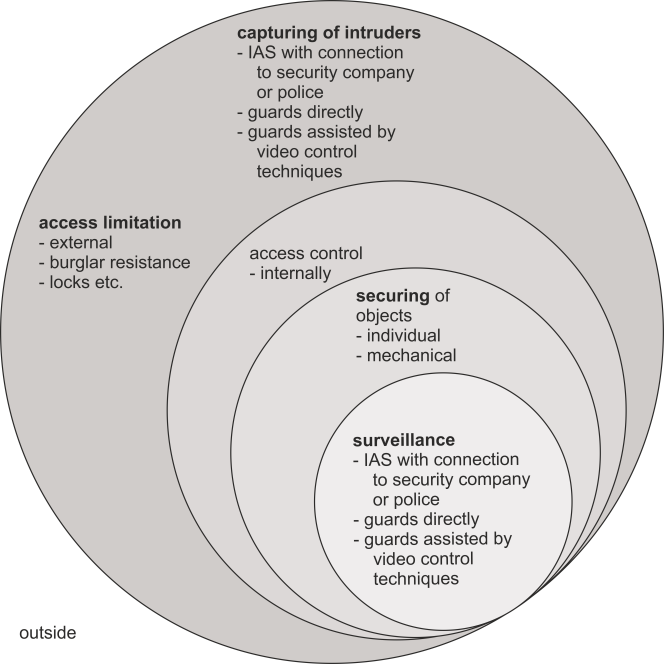 capturing of intruders
- IAS with connection
to security company
or police
- guards directly
- guards assisted by
video control
techniques
access limitation
- external
- burglar resistance
- locks etc.
access control
- internally
securing of
objects
- individual
- mechanical
surveillance
- IAS with connection
to security company
or police
- guards directly
- guards assisted by
video control
techniques
outside